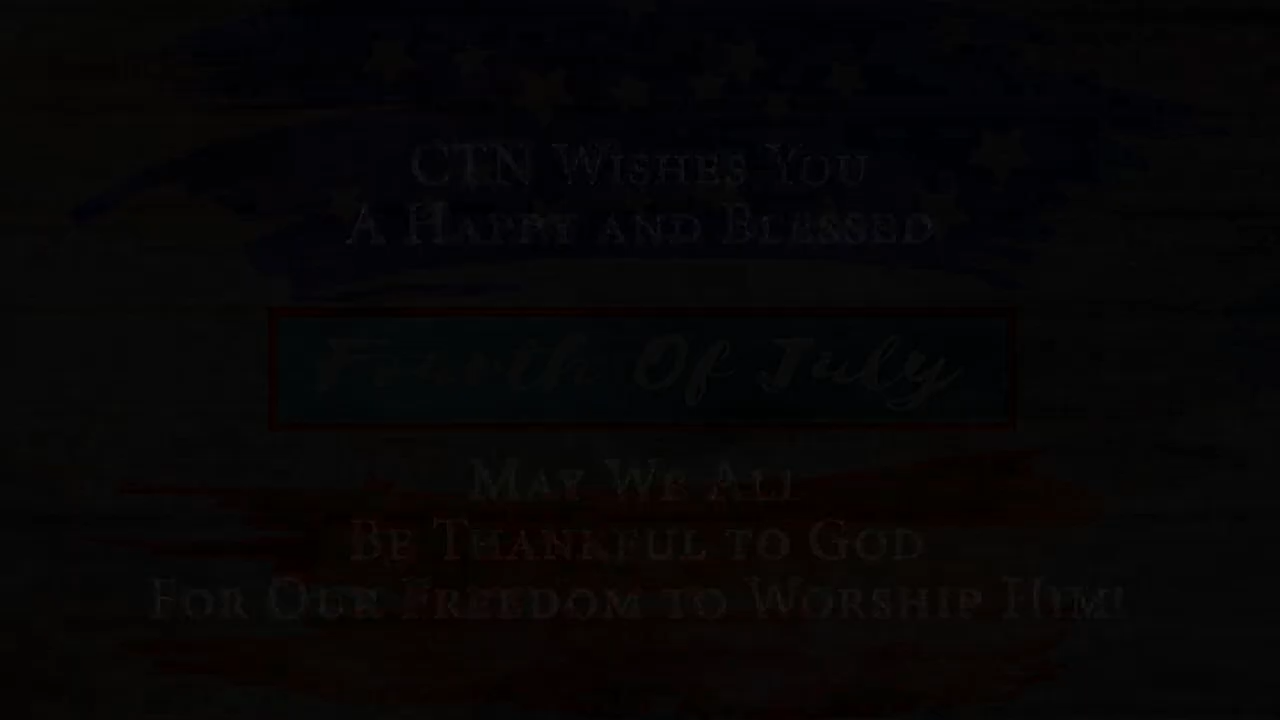 CTN Wishes You
A Happy and Blessed
Fourth Of July
May We All
Be Thankful to God
For Our Freedom to Worship Him!